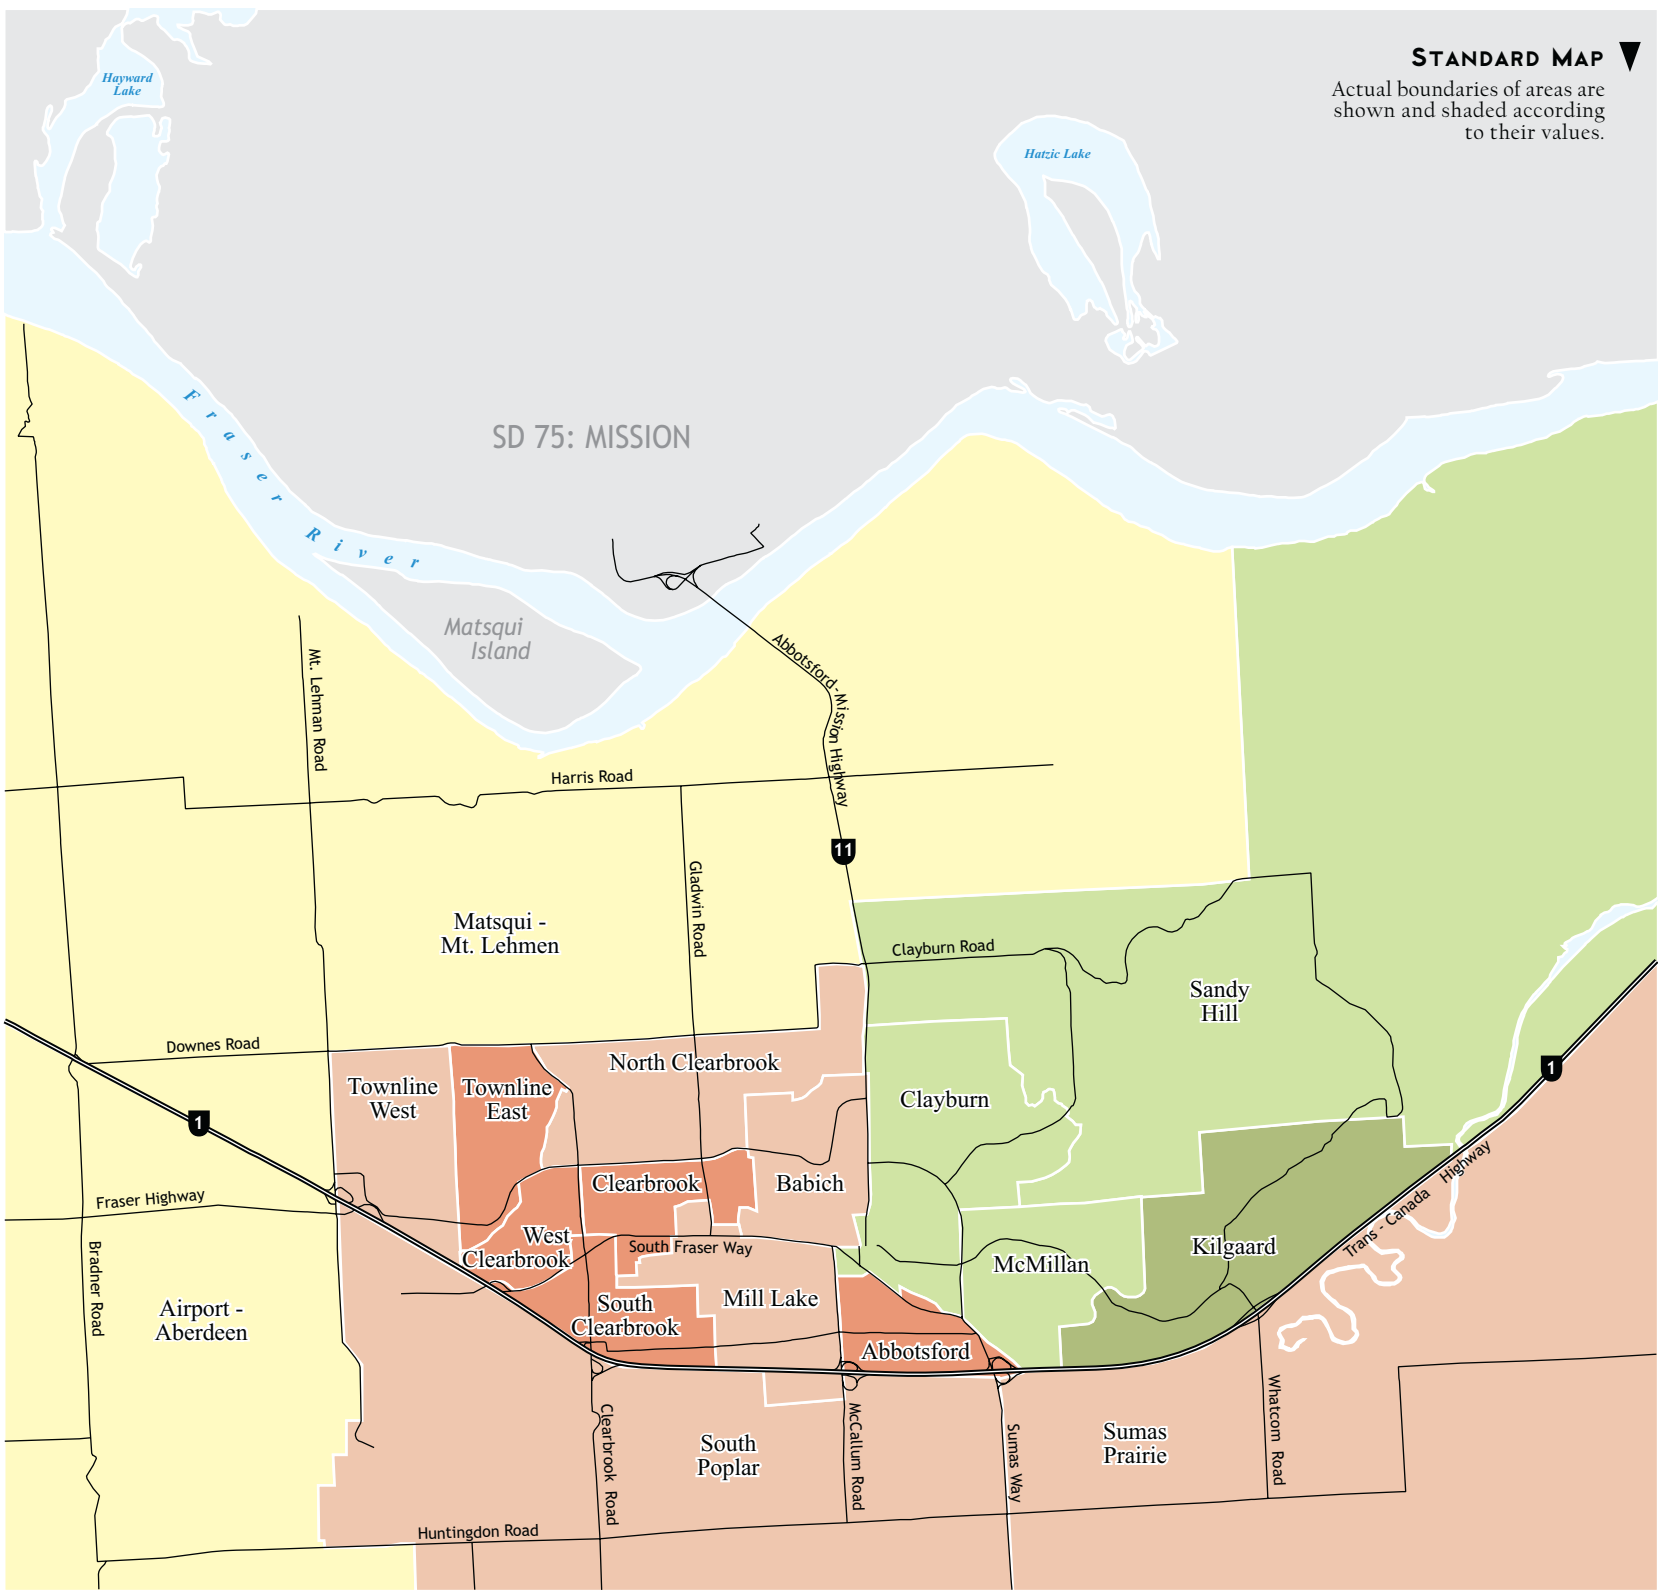 STANDARD MAP
Actual boundaries of areas are
shown and shaded according
to their values.
Hayward
Lake
Hatzic Lake
Fraser River
SD 75: MISSION
Matsqui
Island
Abbotsford-Mission Highway
Mt. Lehman Road
Harris Road
11
Gladwin Road
Matsqui -
Mt. Lehmen
Clayburn Road
Sandy
Hill
Downes Road
North Clearbrook
1
Townline
West
Townline
East
Clayburn
1
Clearbrook
Babich
Fraser Highway
West
Clearbrook
South Fraser Way
McMillan
Kilgaard
Trans - Canada Highway
Bradner Road
Airport -
Aberdeen
South
Clearbrook
Mill Lake
Abbotsford
Clearbrook Road
South
Poplar
McCallum Road
Sumas Way
Sumas
Prairie
Whatcom Road
Huntingdon Road